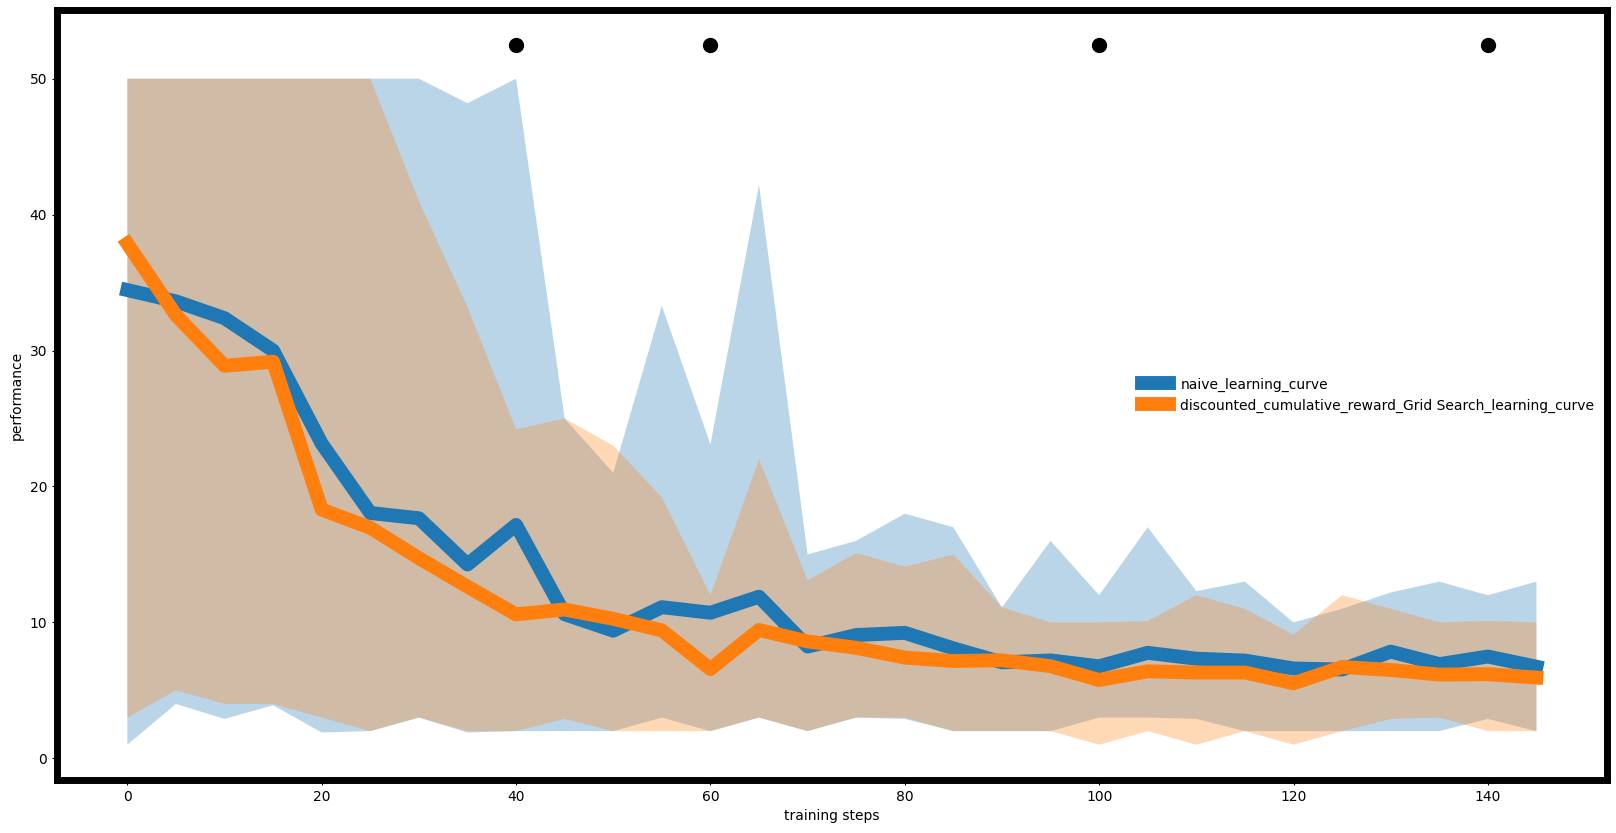 50
40
30
20
10
0
performance
naive_learning_curve
discounted_cumulative_reward_Grid Search_learning_curve
0 20 40 60 80 100 120 140
training steps